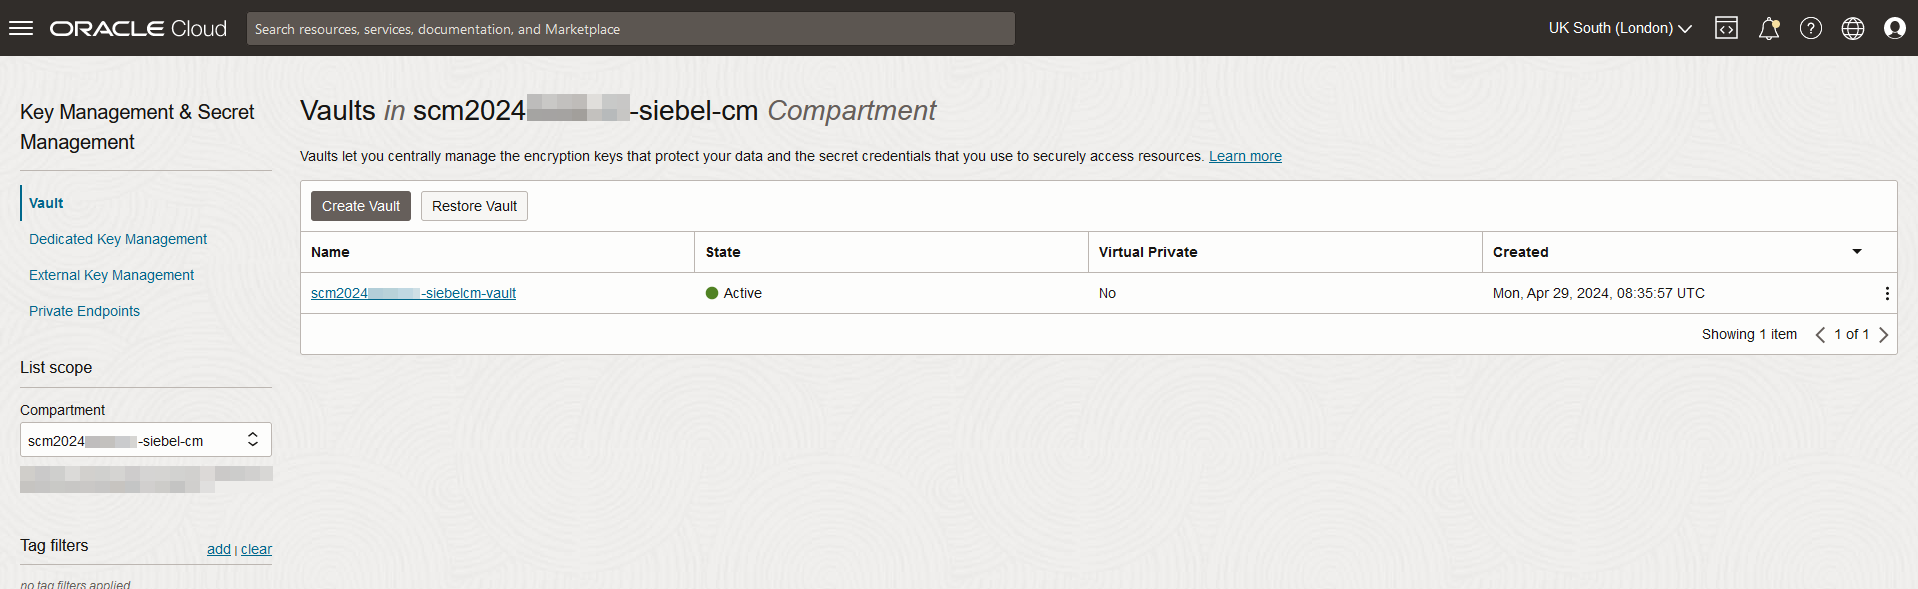 ORACLE Cloud
Search resources, services, documentation, and Marketplace
UK South (London)
Key Management & Secret
Management
Vault
Dedicated Key Management
External Key Management
Private Endpoints
List scope
Compartment
scm2024 -siebel-cm
Tag filters
add | clear
no tag filters applied
Vaults in scm2024 -siebel-cm Compartment
Vaults let you centrally manage the encryption keys that protect your data and the secret credentials that you use to securely access resources. Learn more
Create Vault Restore Vault
Name State Virtual Private Created
scm2024 -siebelcm-vault Active No Mon, Apr 29, 2024, 08:35:57 UTC
Showing 1 item 1 of 1